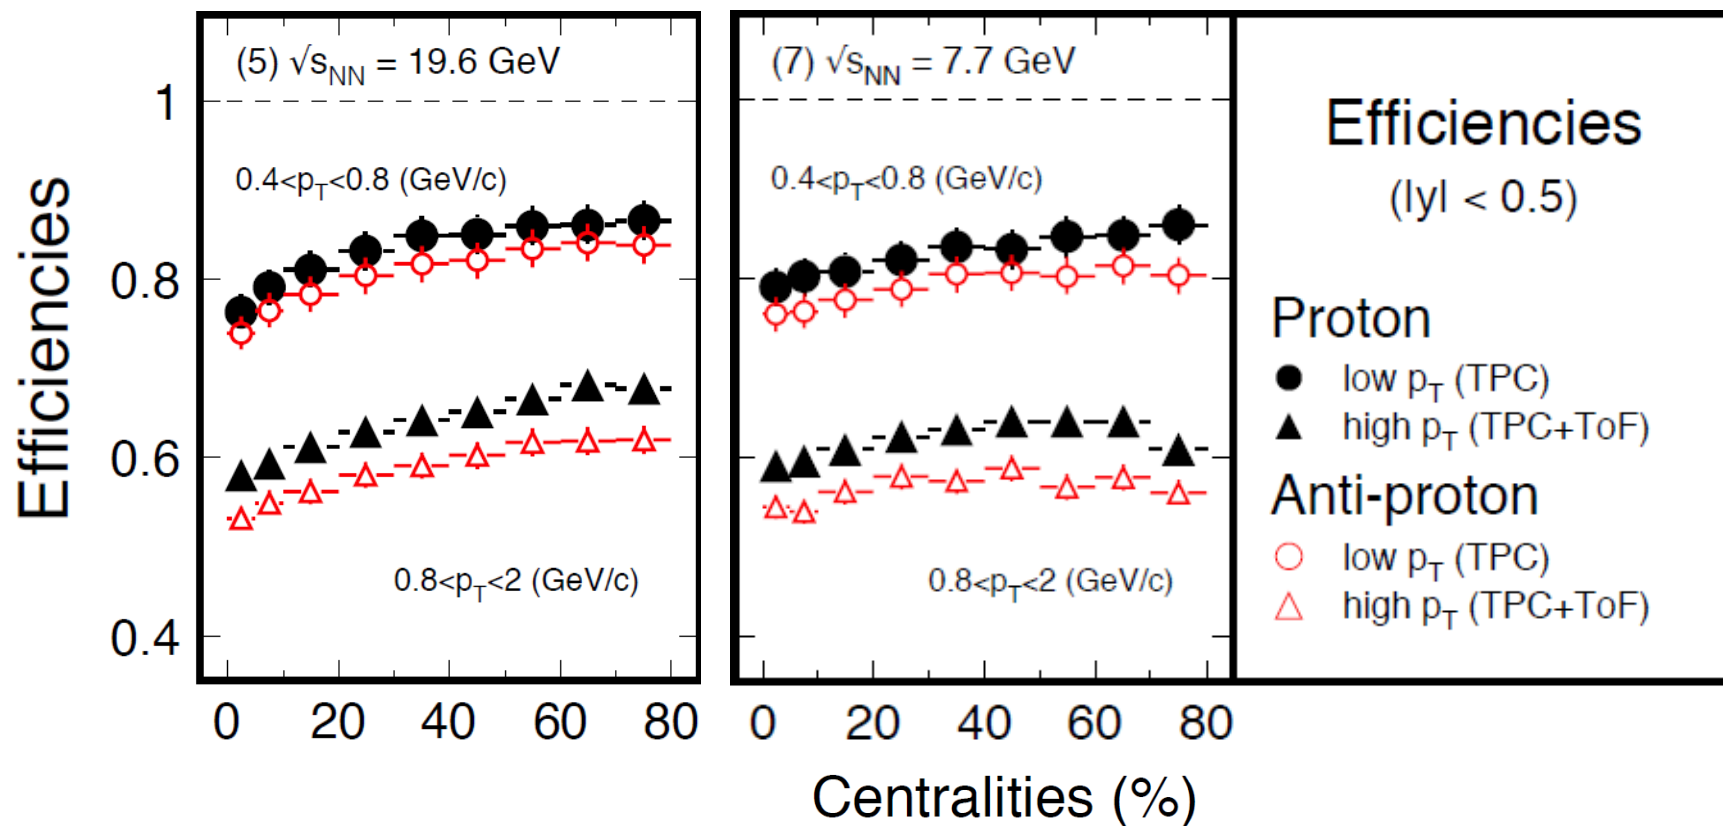 (5) √sNN = 19.6 GeV
(7) √sNN = 7.7 GeV
Efficiencies
(|y| < 0.5)
1
0.4<pT<0.8 (GeV/c)
0.4<pT<0.8 (GeV/c)
Efficiencies
0.8
Proton
low pT (TPC)
high pT (TPC+ToF)
0.6
Anti-proton
low pT (TPC)
high pT (TPC+ToF)
0.8<pT<2 (GeV/c)
0.8<pT<2 (GeV/c)
0.4
0 20 40 60 80
0 20 40 60 80
Centralities (%)